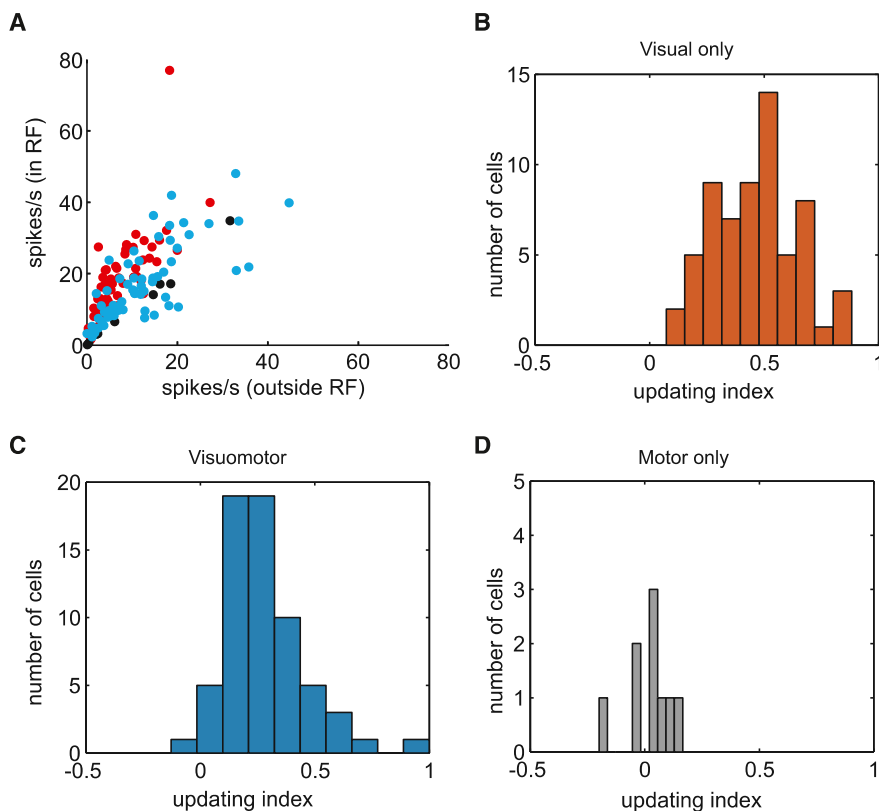 A
80
60
40
20
0
spikes/s (in RF)
0 20 40 60 80
spikes/s (outside RF)
B
Visual only
15
10
5
0
number of cells
-0.5 0 0.5 1
updating index
C
Visuomotor
20
15
10
5
0
number of cells
-0.5 0 0.5 1
updating index
D
Motor only
5
4
3
2
1
0
number of cells
-0.5 0 0.5 1
updating index